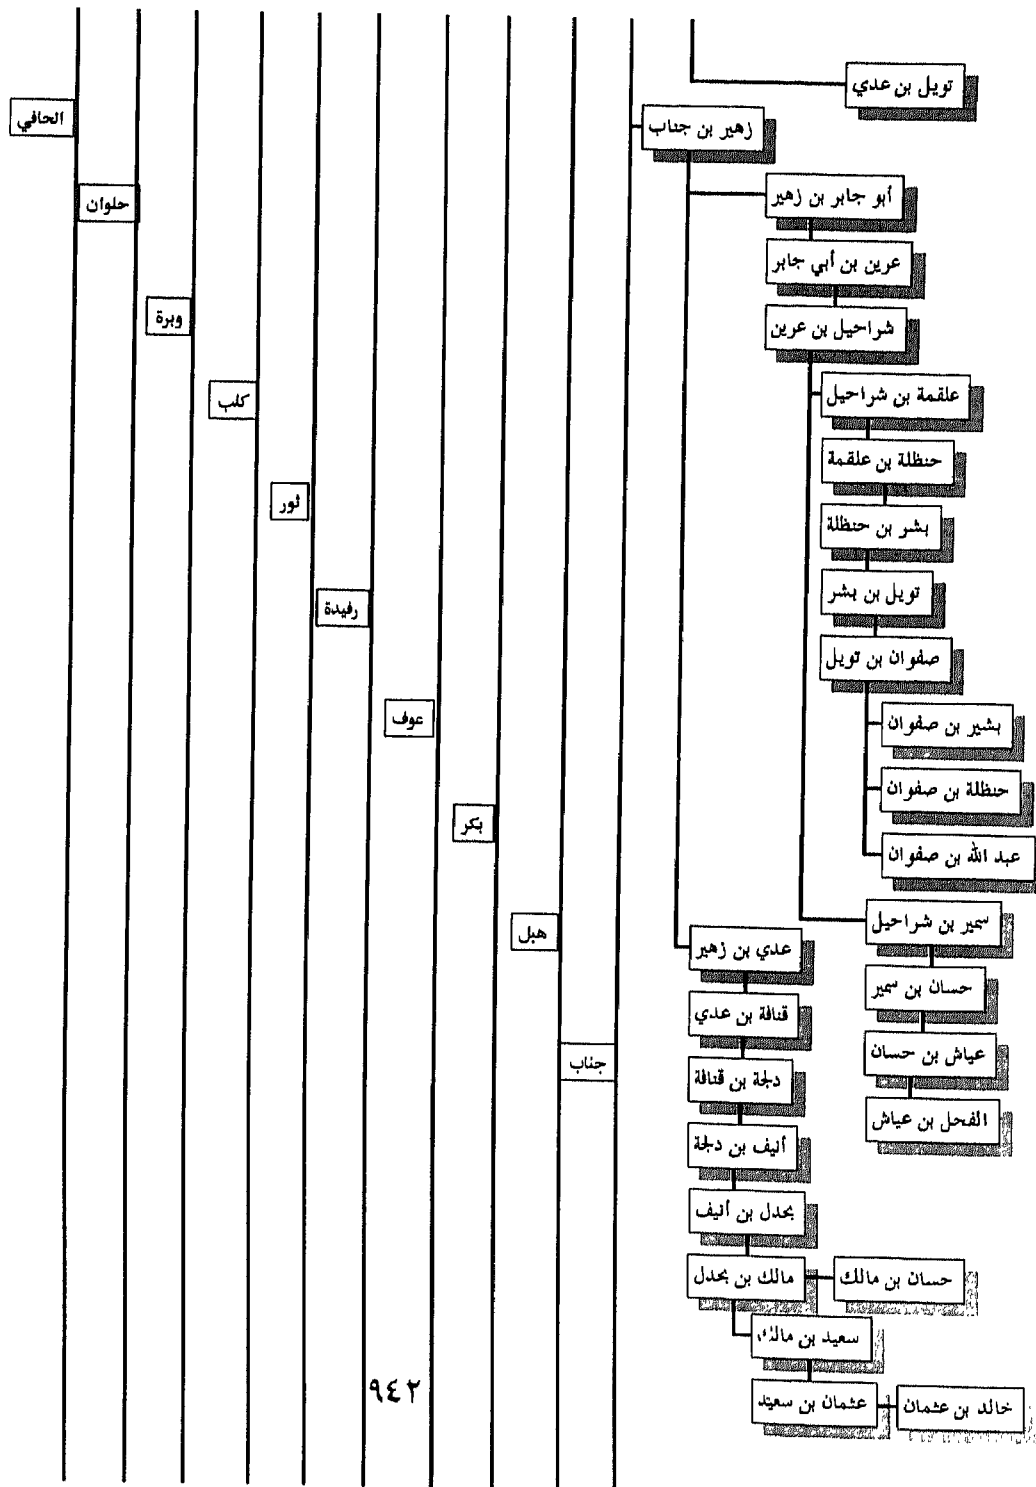 تويل بن عدي
الحافي
زهير بن جناب
أبو جابر بن زهير
حلوان
عرين بن أبي جابر
وبرة
شراحيل بن عرين
كلب
علقمة بن شراحيل
حنظلة بن علقمة
ثور
بشر بن حنظلة
تويل بن بشر
رفيدة
صفوان بن تويل
عوف
بشير بن صفوان
حنظلة بن صفوان
بكر
عبد الله بن صفوان
سمير بن شراحيل
هبل
عدي بن زهير
حسان بن سمير
قنافة بن عدي
عياش بن حسان
جناب
دلجة بن قنافة
الفحل بن عياش
أنيف بن دلجة
بحدل بن أنيف
مالك بن بحدل
حسان بن مالك
سعيد بن مالك
عثمان بن سعيد
خالد بن عثمان
٩٤٢